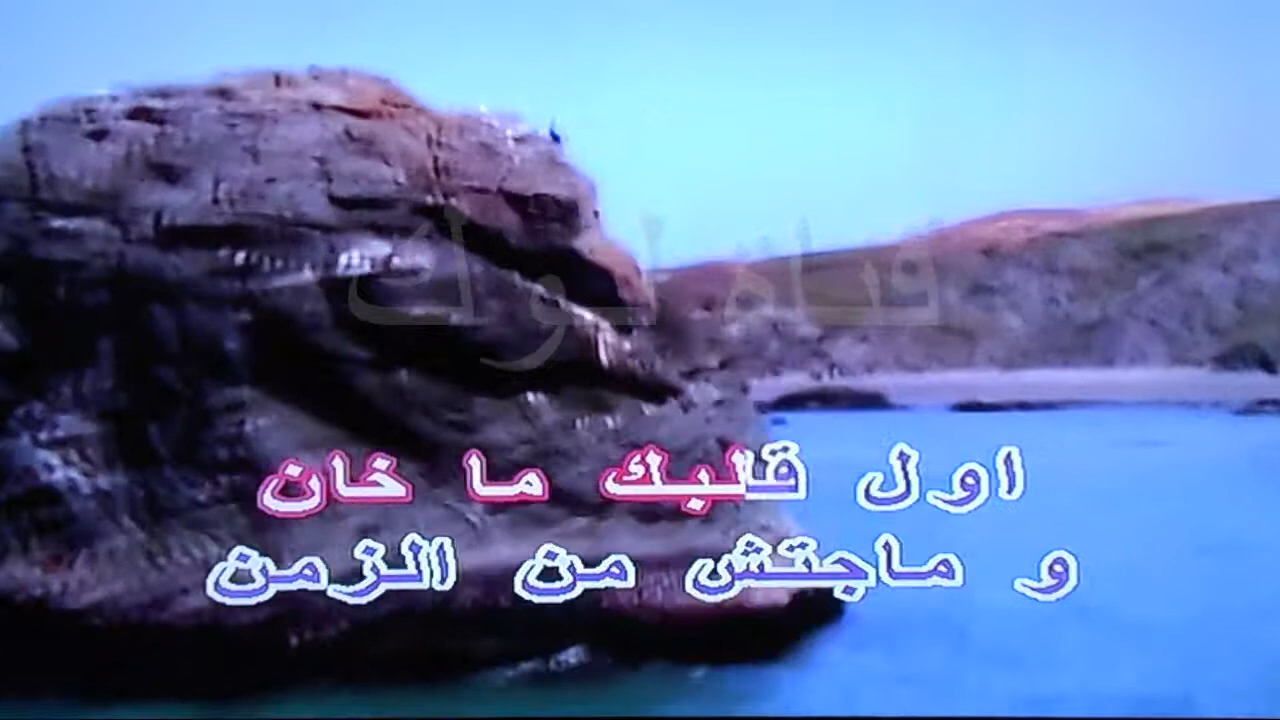 اول قلبك ما خان
و ماجتش من الزمن